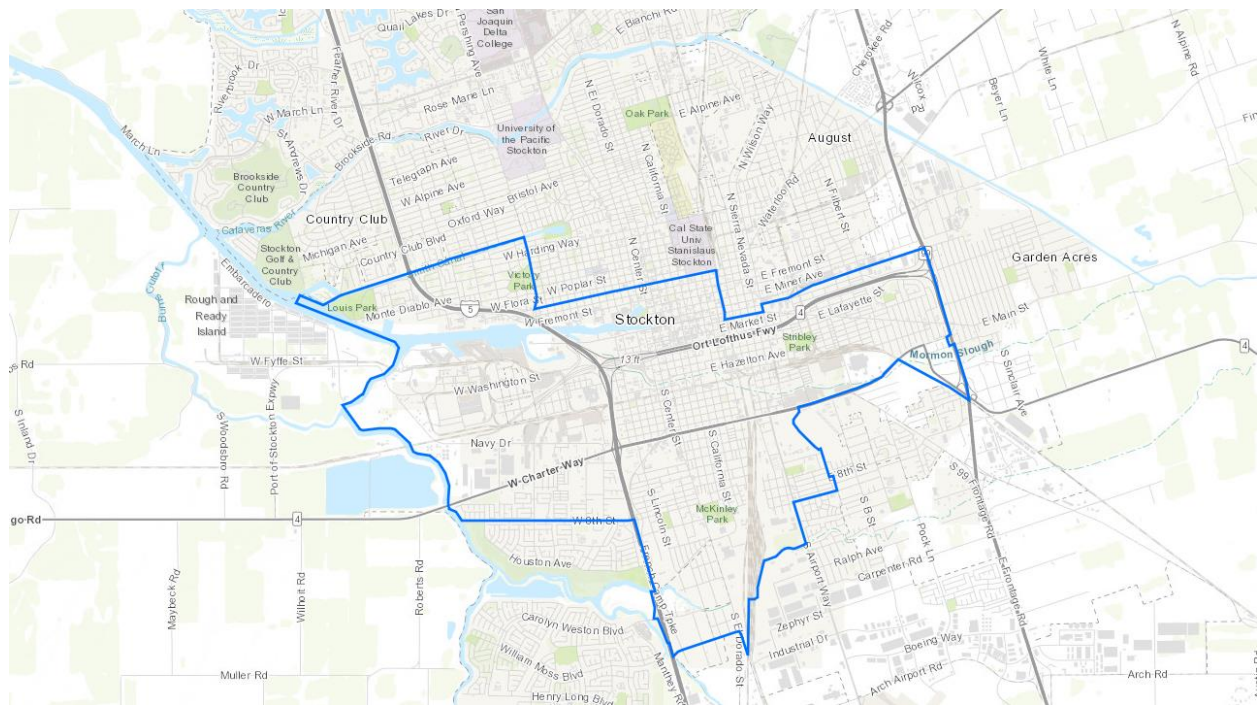 San
Joaquin
Delta
College
Quail
Lakes Dr
N Pershing Ave
E Bianchi Rd
Feather River Dr
Riverbrook Dr
W March Ln
Rose Marie Ln
March Ln
St Andrews Dr
Brookside Rd
River Dr
University of
the Pacific
Stockton
N El Dorado St
Oak Park
E Alpine Ave
N Wilson Way
Cherokee Rd
Wilcox Rd
Beyer Ln
White Ln
N Alpine Rd
August
Brookside
Country
Club
Telegraph Ave
W Alpine Ave
Bristol Ave
Oxford Way
N California St
Waterloo Rd
N Filbert St
Calaveras River
Country Club
Michigan Ave
Country Club Blvd
Smith Canal
W Harding Way
N Center St
Cal State
Univ
Stanislaus
Stockton
N Sierra Nevada St
Stockton
Golf &
Country
Club
Embarcadero
Victory
Park
W Poplar St
E Fremont St
E Miner Ave
Garden Acres
Burns Cutoff
Rough and
Ready
Island
Louis Park
Monte Diablo Ave
W Flora St
W Fremont St
5
Stockton
E Market St
4
E Lafayette St
E Main St
Ort Lofthus Fwy
Stribley
Park
13 ft
E Hazelton Ave
Mormon Slough
S Sinclair Ave
4
W Fyffe St
W Washington St
Port of Stockton Expwy
S Inland Dr
S Woodsbro Rd
Navy Dr
S Center St
S California St
W Charter Way
E 8th St
S 99 Frontage Rd
S B St
McKinley
Park
S Lincoln St
go Rd
4
W 8th St
Houston Ave
French Camp Tpke
S Airport Way
Ralph Ave
Pock Ln
Carpenter Rd
E Frontage Rd
Maybeck Rd
Wilhoit Rd
Roberts Rd
Carolyn Weston Blvd
S El Dorado St
Zephyr St
Industrial Dr
Boeing Way
William Moss Blvd
Manthey Rd
Muller Rd
Henry Long Blvd
Arch Airport Rd
Arch Rd